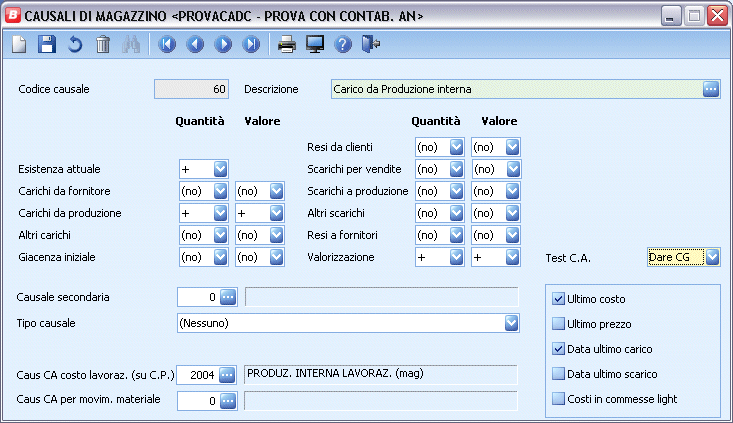 CAUSALI DI MAGAZZINO <PROVACADC - PROVA CON CONTAB. AN>
Codice causale 60 Descrizione Carico da Produzione interna
Quantità Valore Quantità Valore
Resi da clienti (no) (no)
Esistenza attuale + Scarichi per vendite (no) (no)
Carichi da fornitore (no) (no) Scarichi a produzione (no) (no)
Carichi da produzione + + Altri scarichi (no) (no)
Altri carichi (no) (no) Resi a fornitori (no) (no)
Giacenza iniziale (no) (no) Valorizzazione + + Test C.A. Dare CG
Causale secondaria 0 Ultimo costo
Tipo causale (Nessuno) Ultimo prezzo
Data ultimo carico
Caus CA costo lavoraz. (su C.P.) 2004 PRODUZ. INTERNA LAVORAZ. (mag) Data ultimo scarico
Caus CA per movim. materiale 0 Costi in commesse light